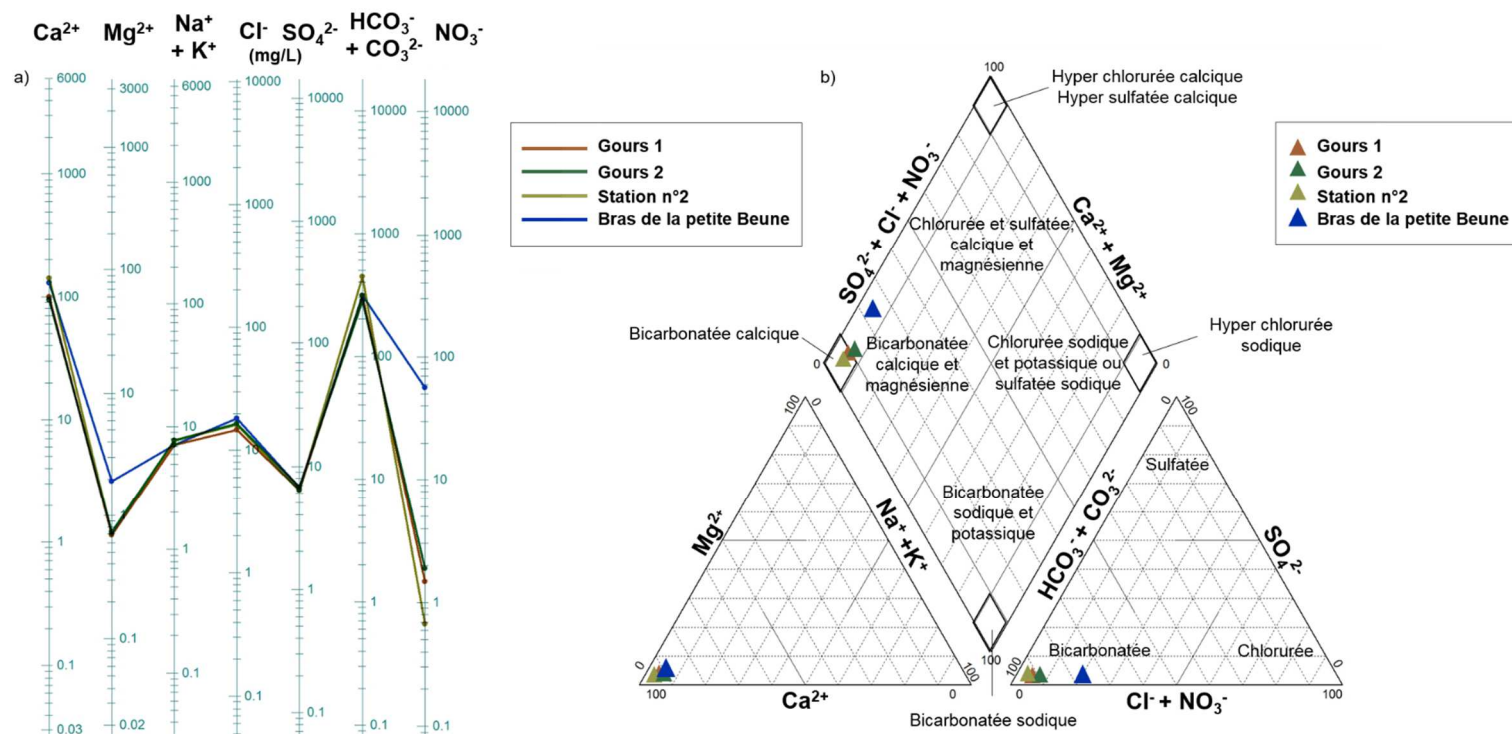 a)
Ca²⁺ Mg²⁺ Na⁺ + K⁺ Cl⁻ SO₄²⁻ HCO₃⁻ + CO₃²⁻ NO₃⁻
(mg/L)
6000
1000
100
10
1
0.1
0.03
3000
1000
100
10
1
0.1
0.02
6000
1000
100
10
1
0.1
10000
1000
100
10
1
0.1
10000
1000
100
10
1
0.1
10000
1000
100
10
1
0.1
10000
1000
100
10
1
0.1
Gours 1
Gours 2
Station n°2
Bras de la petite Beune
b)
100
Hyper chlorurée calcique
Hyper sulfatée calcique
Gours 1
Gours 2
Station n°2
Bras de la petite Beune
SO₄²⁻ + Cl⁻ + NO₃⁻
Ca²⁺ + Mg²⁺
Chlorurée et sulfatée,
calcique et
magnésienne
Bicarbonatée calcique
0
Bicarbonatée
calcique et
magnésienne
Chlorurée sodique
et potassique ou
sulfatée sodique
0
Hyper chlorurée
sodique
Bicarbonatée
sodique et
potassique
100
Bicarbonatée sodique
100
0
Mg²⁺
Na⁺ + K⁺
0
100
100
0
Ca²⁺
0
100
HCO₃⁻ + CO₃²⁻
SO₄²⁻
Sulfatée
Bicarbonatée
Chlorurée
100
0
0
100
Cl⁻ + NO₃⁻